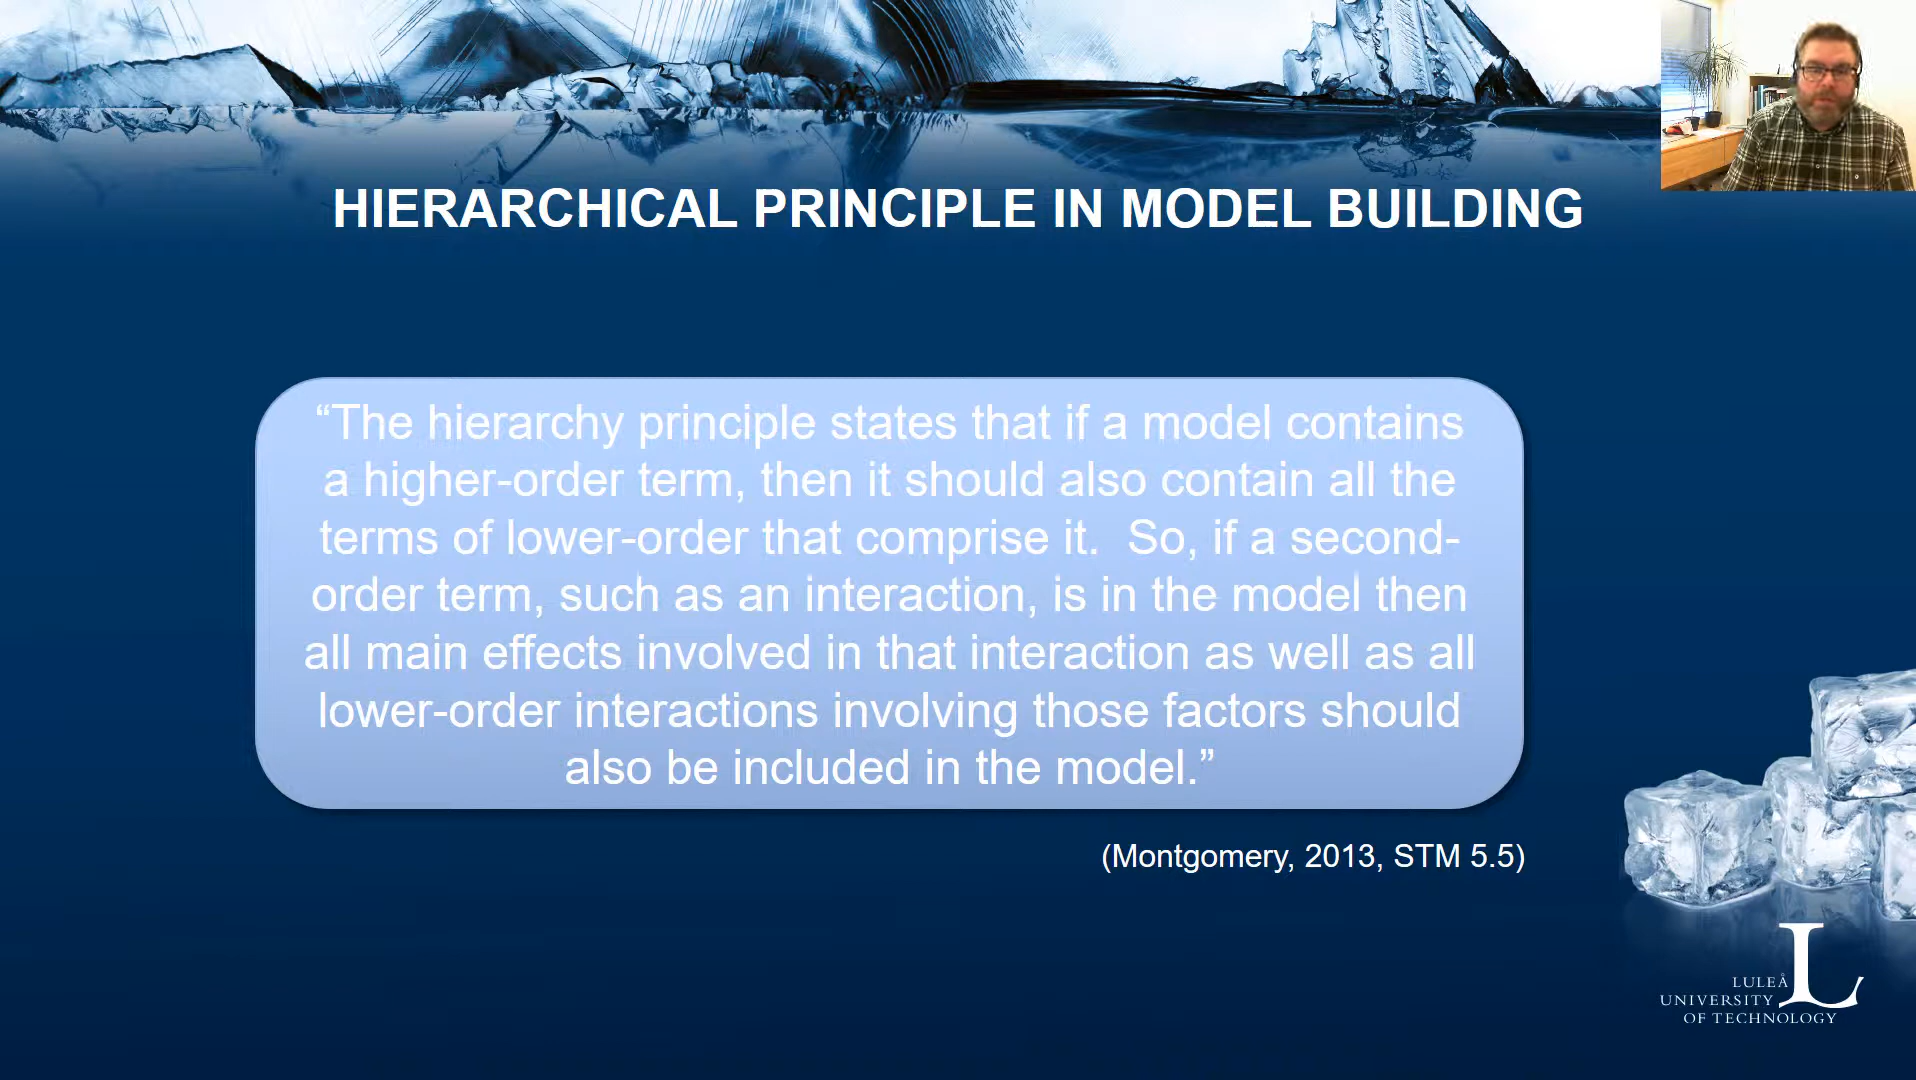 HIERARCHICAL PRINCIPLE IN MODEL BUILDING
“The hierarchy principle states that if a model contains
a higher-order term, then it should also contain all the
terms of lower-order that comprise it.  So, if a second-
order term, such as an interaction, is in the model then
all main effects involved in that interaction as well as all
lower-order interactions involving those factors should
also be included in the model.”
(Montgomery, 2013, STM 5.5)
LULEÅ
UNIVERSITY
OF TECHNOLOGY
L